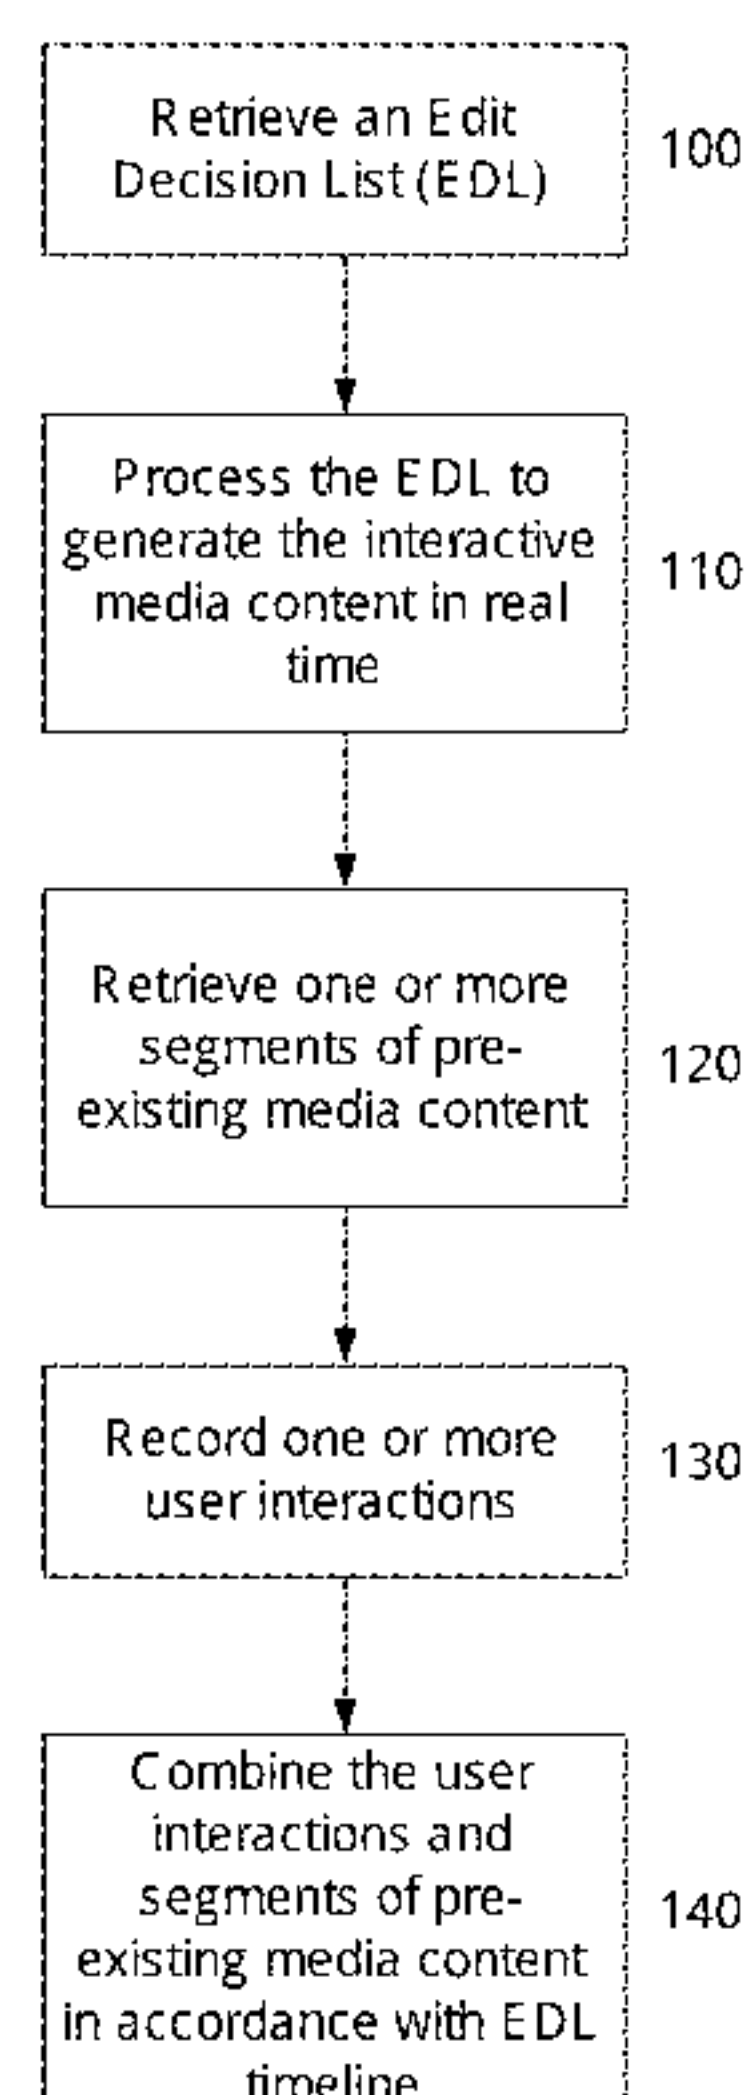 Retrieve an Edit
Decision List (EDL)
100
Process the EDL to
generate the interactive
media content in real
time
110
Retrieve one or more
segments of pre-
existing media content
120
Record one or more
user interactions
130
Combine the user
interactions and
segments of pre-
existing media content
in accordance with EDL
timeline
140